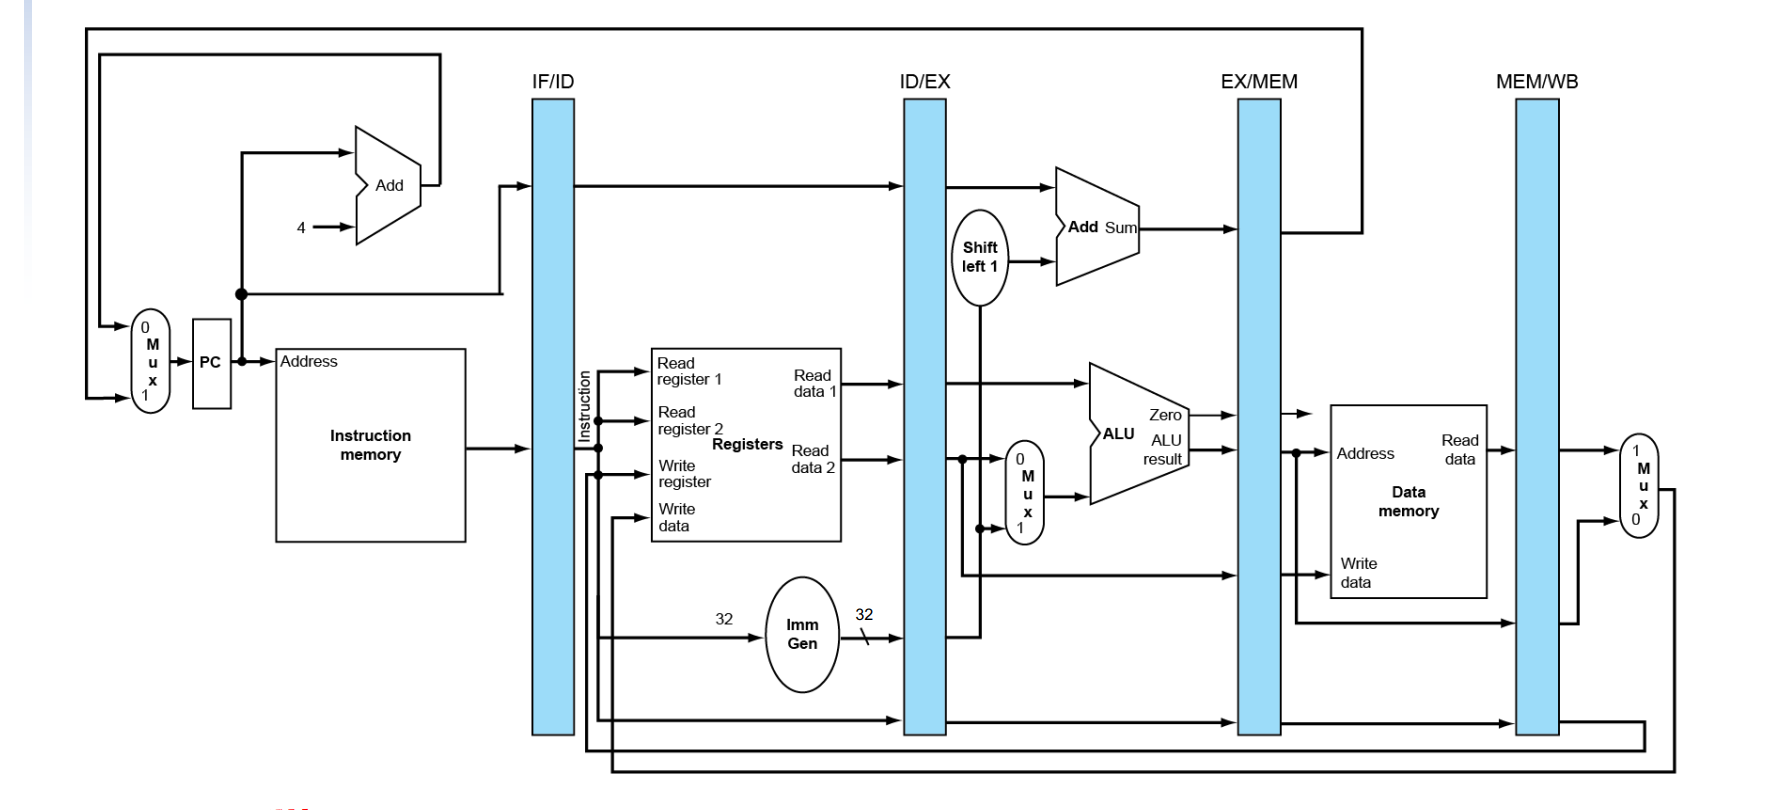 IF/ID
ID/EX
EX/MEM
MEM/WB
Add
4
Add Sum
Shift
left 1
0
M
u
x
1
PC
Address
Instruction
memory
Instruction
Read
register 1
Read
register 2
Write
register
Write
data
Registers
Read
data 1
Read
data 2
0
M
u
x
1
Zero
ALU
ALU
result
Address
Read
data
Data
memory
Write
data
1
M
u
x
0
32
Imm
Gen
32